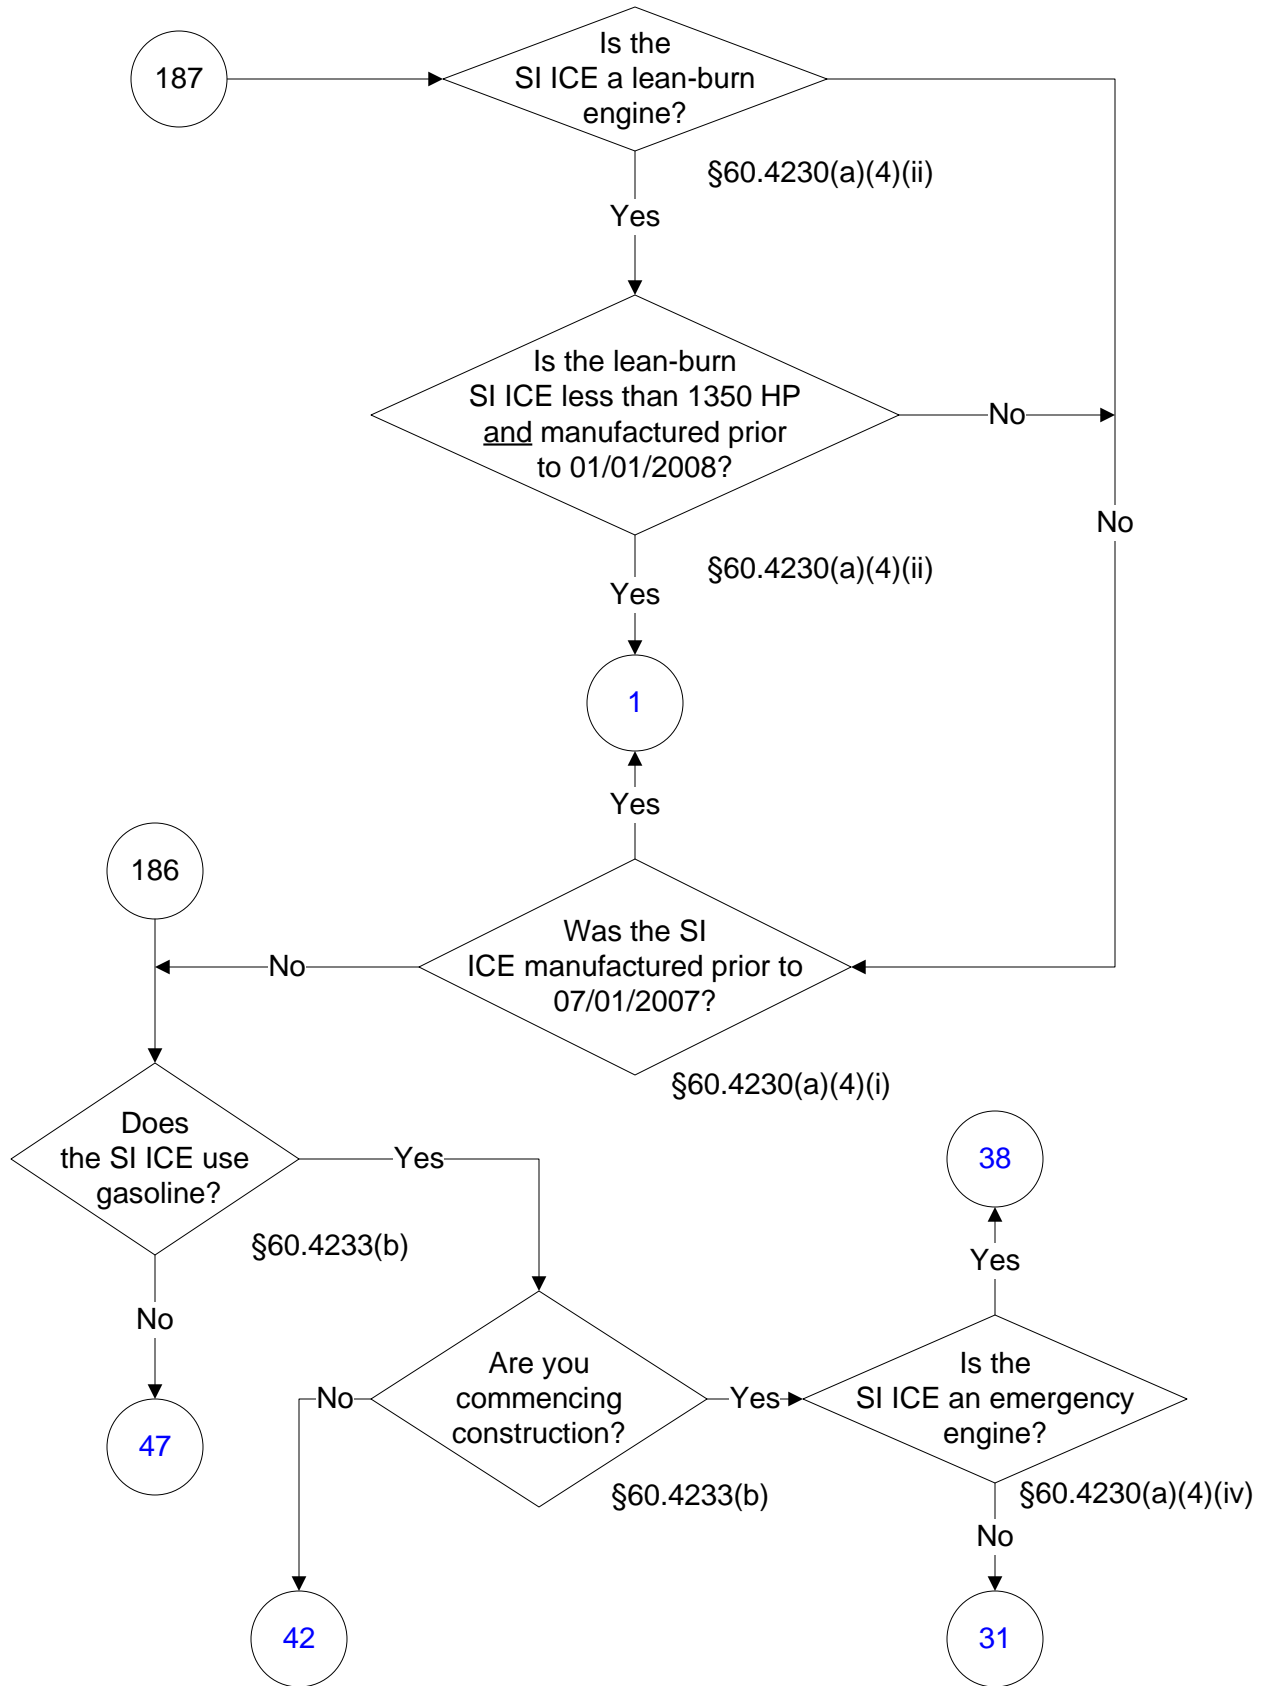 187
Is the
SI ICE a lean-burn
engine?
§60.4230(a)(4)(ii)
Yes
Is the lean-burn
SI ICE less than 1350 HP
and manufactured prior
to 01/01/2008?
No
No
§60.4230(a)(4)(ii)
Yes
1
Yes
186
Was the SI
ICE manufactured prior to
07/01/2007?
No
§60.4230(a)(4)(i)
Does
the SI ICE use
gasoline?
Yes
§60.4233(b)
No
47
38
Yes
Are you
commencing
construction?
No
Yes
§60.4233(b)
Is the
SI ICE an emergency
engine?
§60.4230(a)(4)(iv)
No
42
31